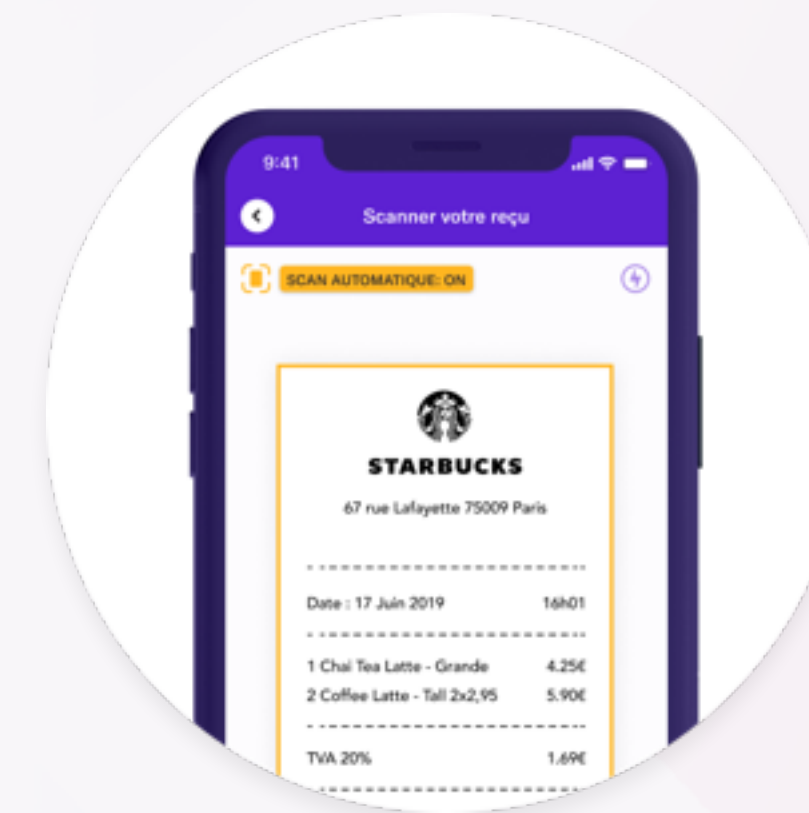 9:41
Scanner votre reçu
SCAN AUTOMATIQUE: ON
STARBUCKS
67 rue Lafayette 75009 Paris
Date : 17 Juin 2019 16h01
1 Chai Tea Latte - Grande 4.25€
2 Coffee Latte - Tall 2x2,95 5.90€
TVA 20% 1.69€